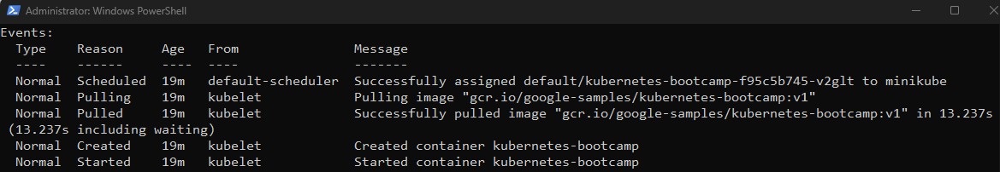 Administrator: Windows PowerShell
Events:
  Type    Reason     Age   From               Message
  ----    ------     ----  ----               -------
  Normal  Scheduled  19m   default-scheduler  Successfully assigned default/kubernetes-bootcamp-f95c5b745-v2glt to minikube
  Normal  Pulling    19m   kubelet            Pulling image "gcr.io/google-samples/kubernetes-bootcamp:v1"
  Normal  Pulled     19m   kubelet            Successfully pulled image "gcr.io/google-samples/kubernetes-bootcamp:v1" in 13.237s
 (13.237s including waiting)
  Normal  Created    19m   kubelet            Created container kubernetes-bootcamp
  Normal  Started    19m   kubelet            Started container kubernetes-bootcamp